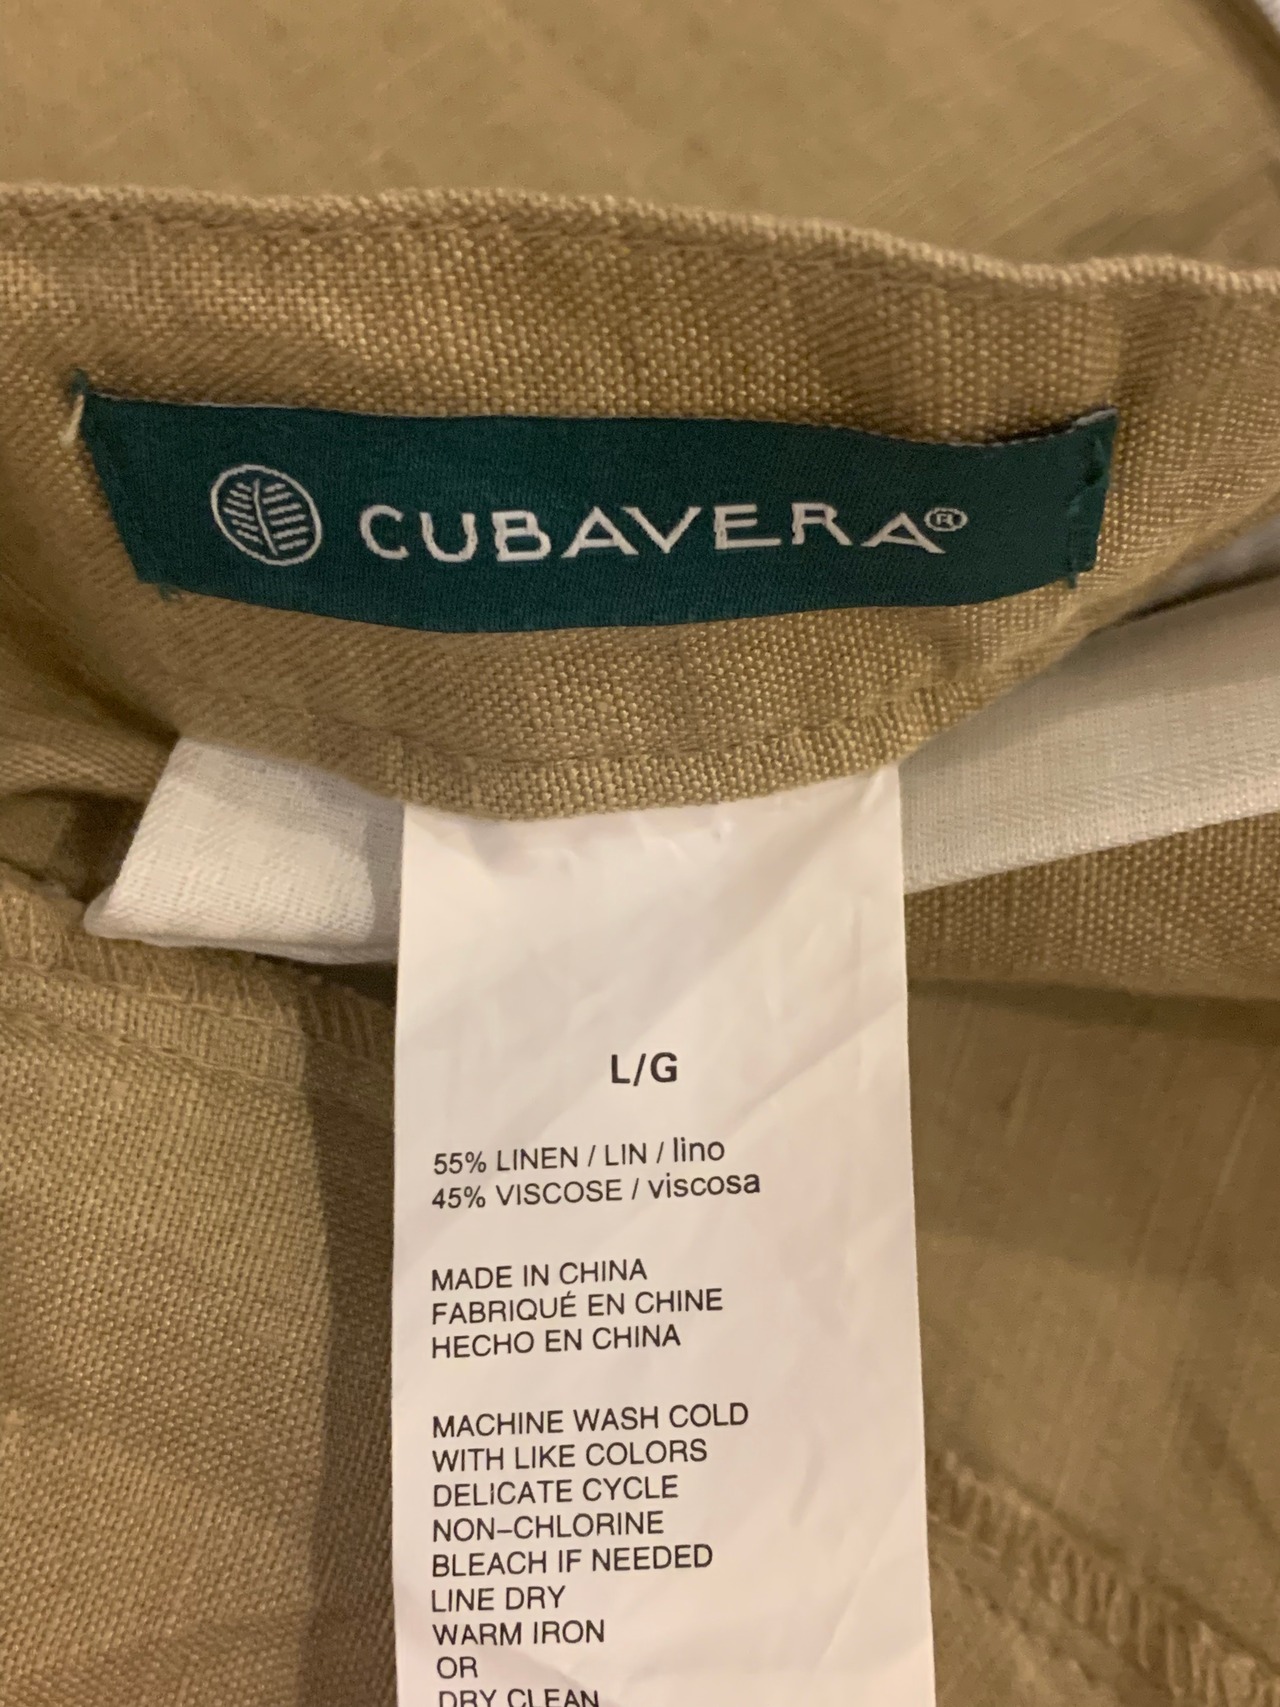 CUBAVERA®
L/G
55% LINEN / LIN / lino
45% VISCOSE / viscosa
MADE IN CHINA
FABRIQUÉ EN CHINE
HECHO EN CHINA
MACHINE WASH COLD
WITH LIKE COLORS
DELICATE CYCLE
NON-CHLORINE
BLEACH IF NEEDED
LINE DRY
WARM IRON
OR
DRY CLEAN